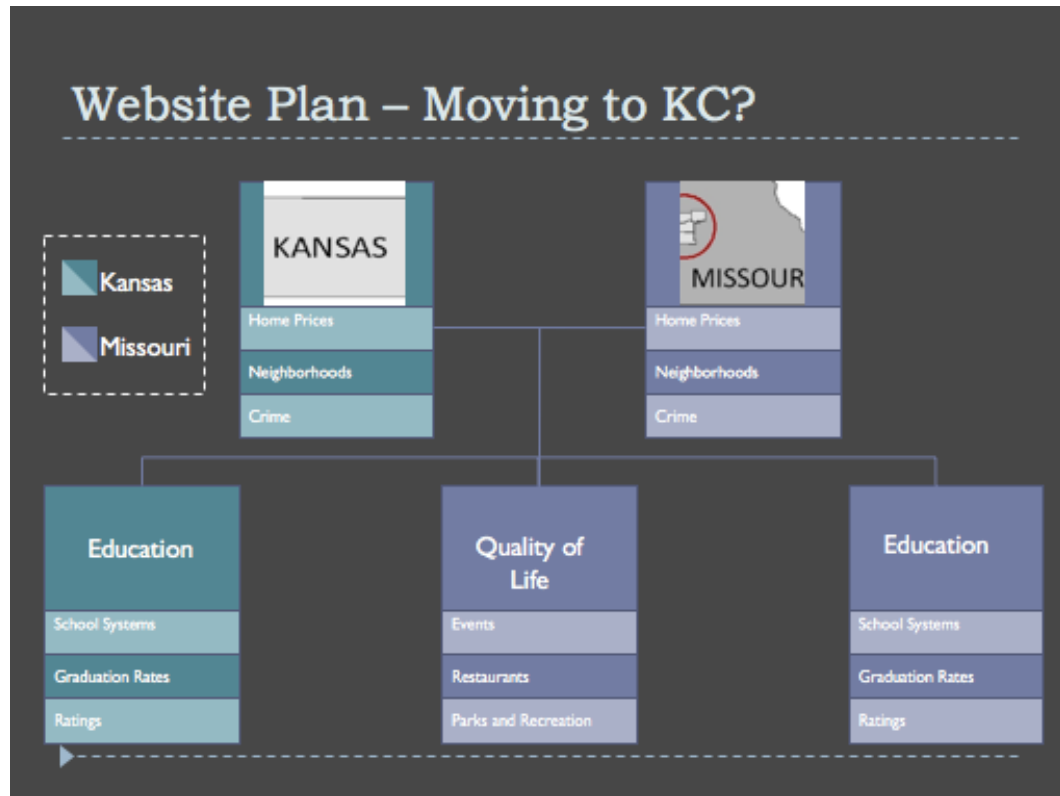 Website Plan – Moving to KC?
Kansas
Missouri
KANSAS
Home Prices
Neighborhoods
Crime
MISSOUR
Home Prices
Neighborhoods
Crime
Education
School Systems
Graduation Rates
Ratings
Quality of
Life
Events
Restaurants
Parks and Recreation
Education
School Systems
Graduation Rates
Ratings